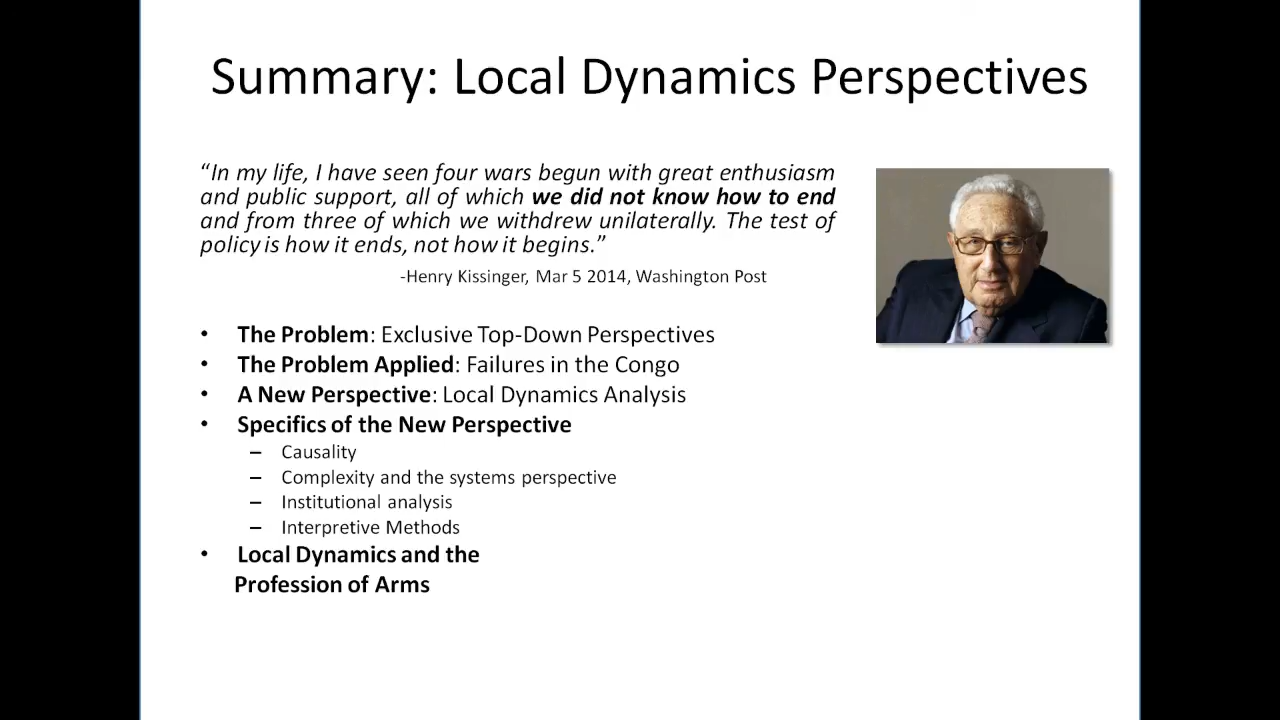 Summary: Local Dynamics Perspectives
“In my life, I have seen four wars begun with great enthusiasm
and public support, all of which we did not know how to end
and from three of which we withdrew unilaterally. The test of
policy is how it ends, not how it begins.”
-Henry Kissinger, Mar 5 2014, Washington Post
• The Problem: Exclusive Top-Down Perspectives
• The Problem Applied: Failures in the Congo
• A New Perspective: Local Dynamics Analysis
• Specifics of the New Perspective
– Causality
– Complexity and the systems perspective
– Institutional analysis
– Interpretive Methods
• Local Dynamics and the
Profession of Arms